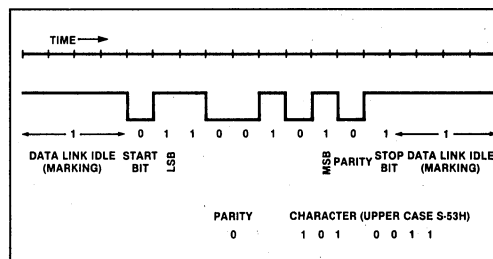 TIME
1 0 1 1 0 0 1 0 1 0 1 1
DATA LINK IDLE (MARKING) START BIT LSB MSB PARITY STOP BIT DATA LINK IDLE (MARKING)
PARITY CHARACTER (UPPER CASE S-53H)
0 1 0 1 0 0 1 1